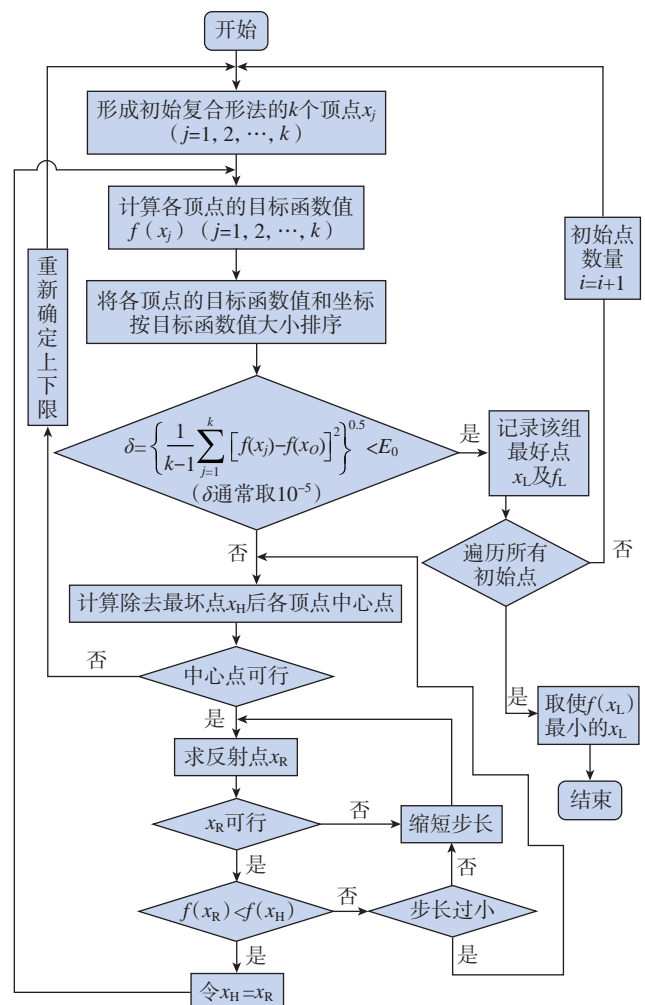 开始
形成初始复合形法的k个顶点xⱼ
（j=1, 2, …, k）
计算各顶点的目标函数值
f（xⱼ）（j=1, 2, …, k）
初始点
数量
i=i+1
重新确定上下限
将各顶点的目标函数值和坐标
按目标函数值大小排序
δ={1/(k-1) ∑_{j=1}^{k} [f(xⱼ)-f(x_O)]²}^{0.5}<E₀
（δ通常取10⁻⁵）
是
记录该组
最好点
x_L及f_L
否
遍历所有
初始点
否
计算除去最坏点x_H后各顶点中心点
否
中心点可行
是
是
取使f(x_L)
最小的x_L
求反射点x_R
结束
x_R可行
否
缩短步长
是
否
f(x_R)<f(x_H)
否
步长过小
是
是
令x_H=x_R